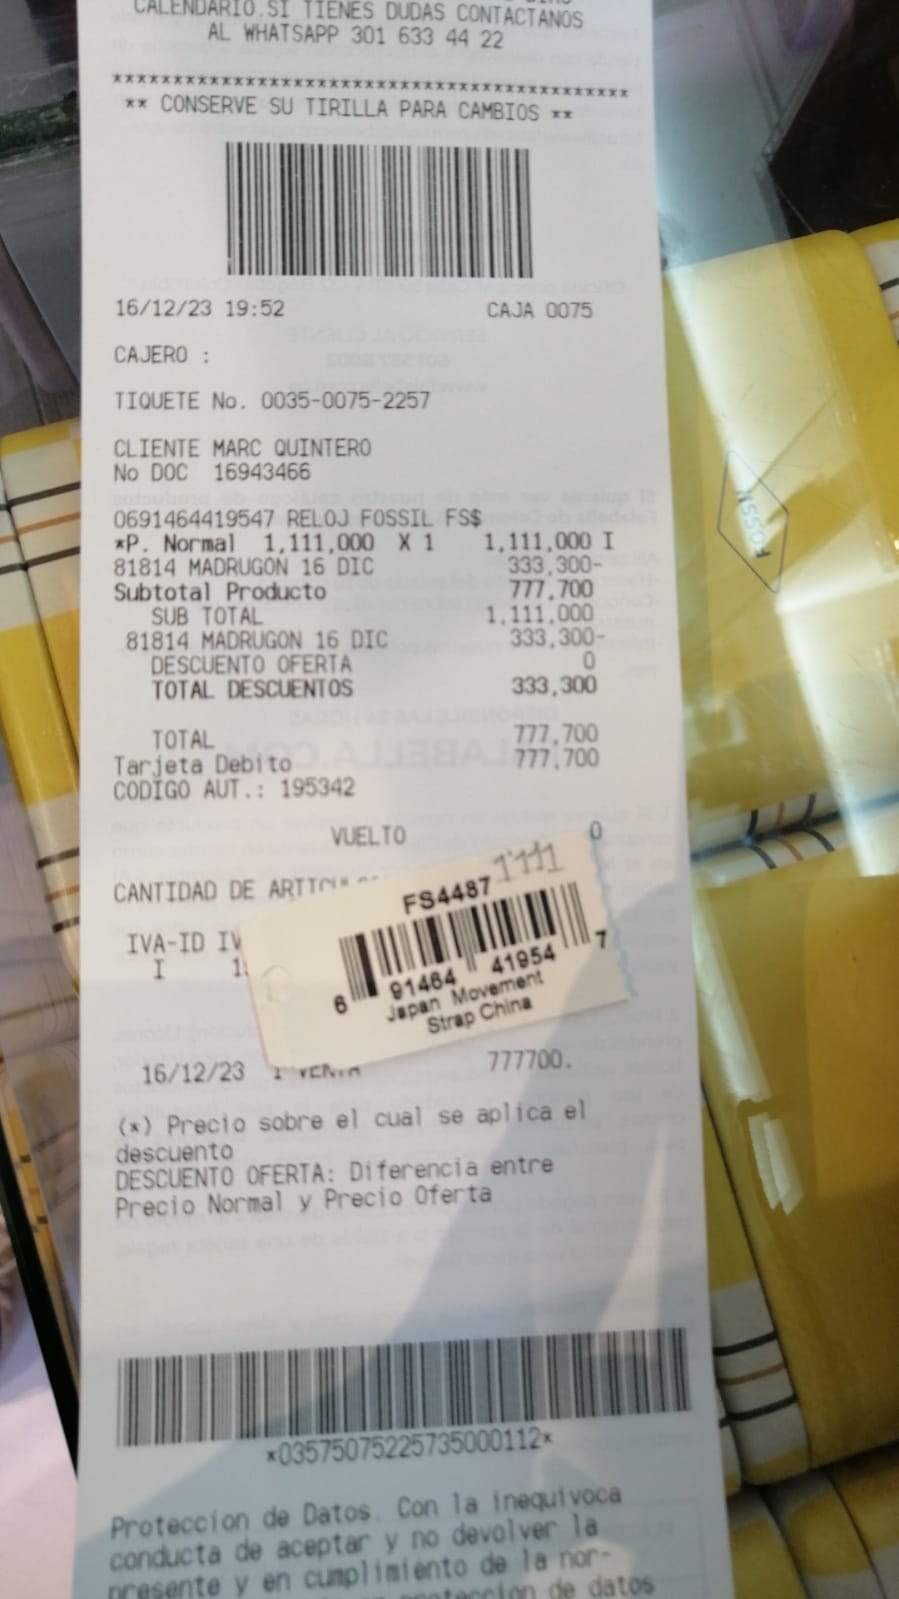 CALENDARIO.SI TIENES DUDAS CONTACTANOS
AL WHATSAPP 301 633 44 22
*******************************************
** CONSERVE SU TIRILLA PARA CAMBIOS **
16/12/23 19:52 CAJA 0075
CAJERO :
TIQUETE No. 0035-0075-2257
CLIENTE MARC QUINTERO
No DOC 16943466
0691464419547 RELOJ FOSSIL FS$
*P. Normal 1,111,000 X 1 1,111,000 I
81814 MADRUGON 16 DIC 333,300-
Subtotal Producto 777,700
SUB TOTAL 1,111,000
81814 MADRUGON 16 DIC 333,300-
DESCUENTO OFERTA 0
TOTAL DESCUENTOS 333,300
TOTAL 777,700
Tarjeta Debito 777,700
CODIGO AUT.: 195342
VUELTO 0
CANTIDAD DE
1'111
FS4487
6 91464 41954 7
Japan Movement
Strap China
IVA-ID
I
16/12/23 1 VENTA 777700.
(*) Precio sobre el cual se aplica el
descuento
DESCUENTO OFERTA: Diferencia entre
Precio Normal y Precio Oferta
*03575075225735000112*
Proteccion de Datos. Con la inequivoca
conducta de aceptar y no devolver la
presente y en cumplimiento de la nor-
proteccion de datos
FOSSIL